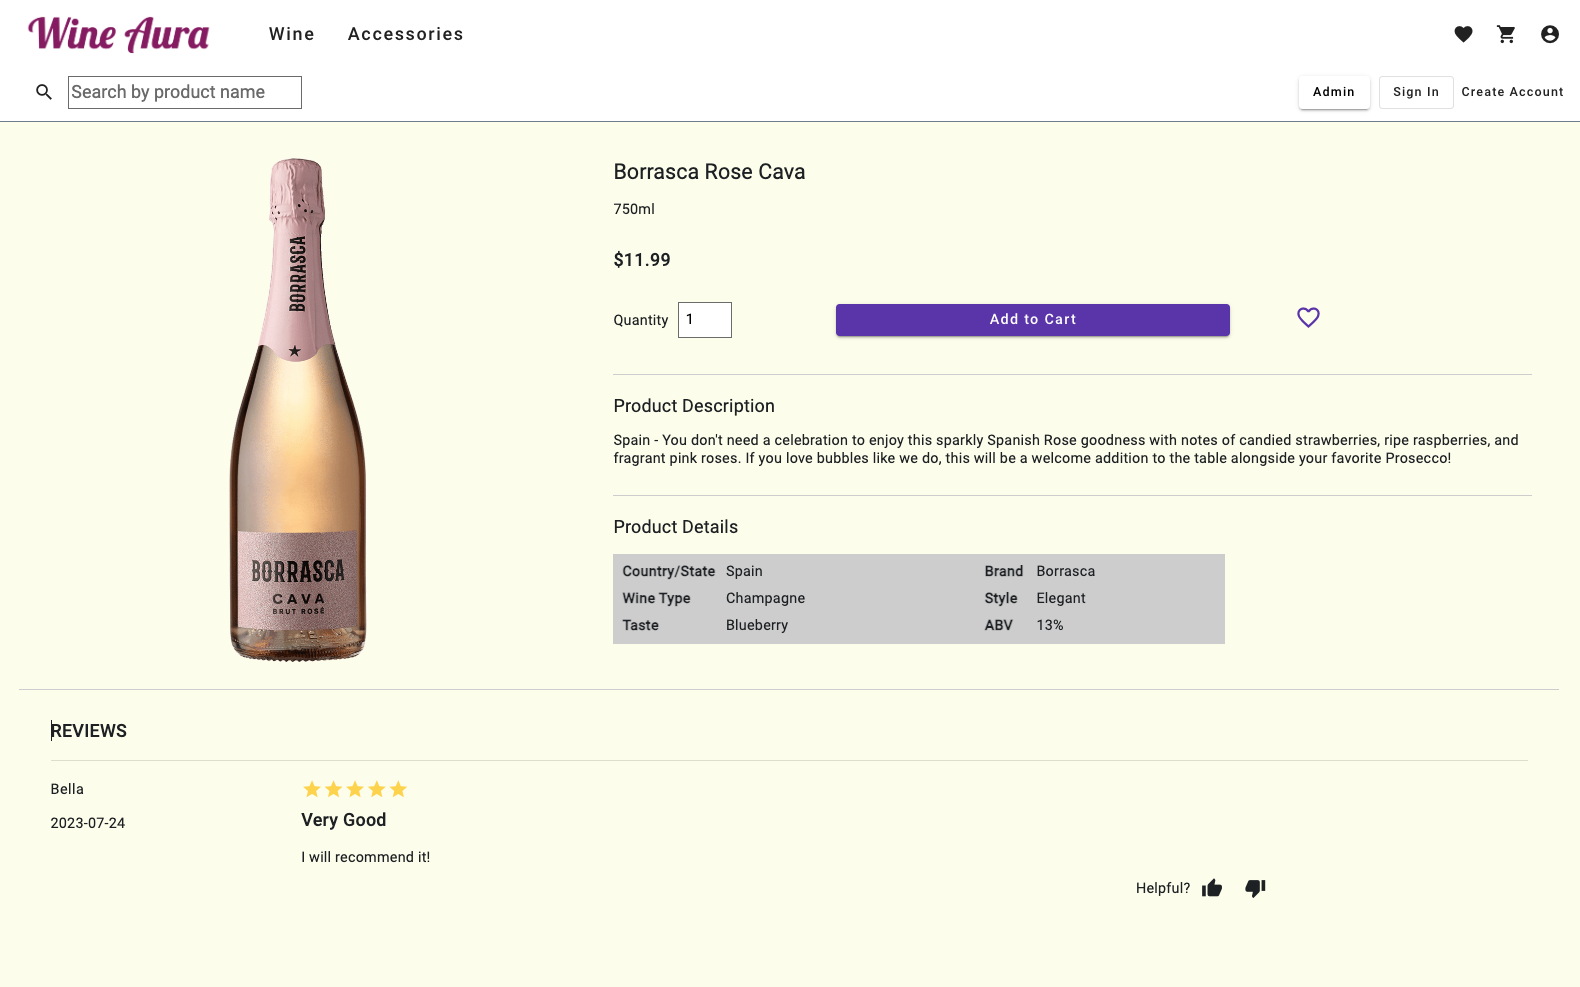 Wine Aura
Wine
Accessories
Search by product name
Admin
Sign In
Create Account
BORRASCA
BORRASCA
CAVA
BRUT ROSÉ
Borrasca Rose Cava
750ml
$11.99
Quantity
1
Add to Cart
Product Description
Spain - You don't need a celebration to enjoy this sparkly Spanish Rose goodness with notes of candied strawberries, ripe raspberries, and
fragrant pink roses. If you love bubbles like we do, this will be a welcome addition to the table alongside your favorite Prosecco!
Product Details
Country/State Spain Brand Borrasca
Wine Type Champagne Style Elegant
Taste Blueberry ABV 13%
REVIEWS
Bella
2023-07-24
Very Good
I will recommend it!
Helpful?